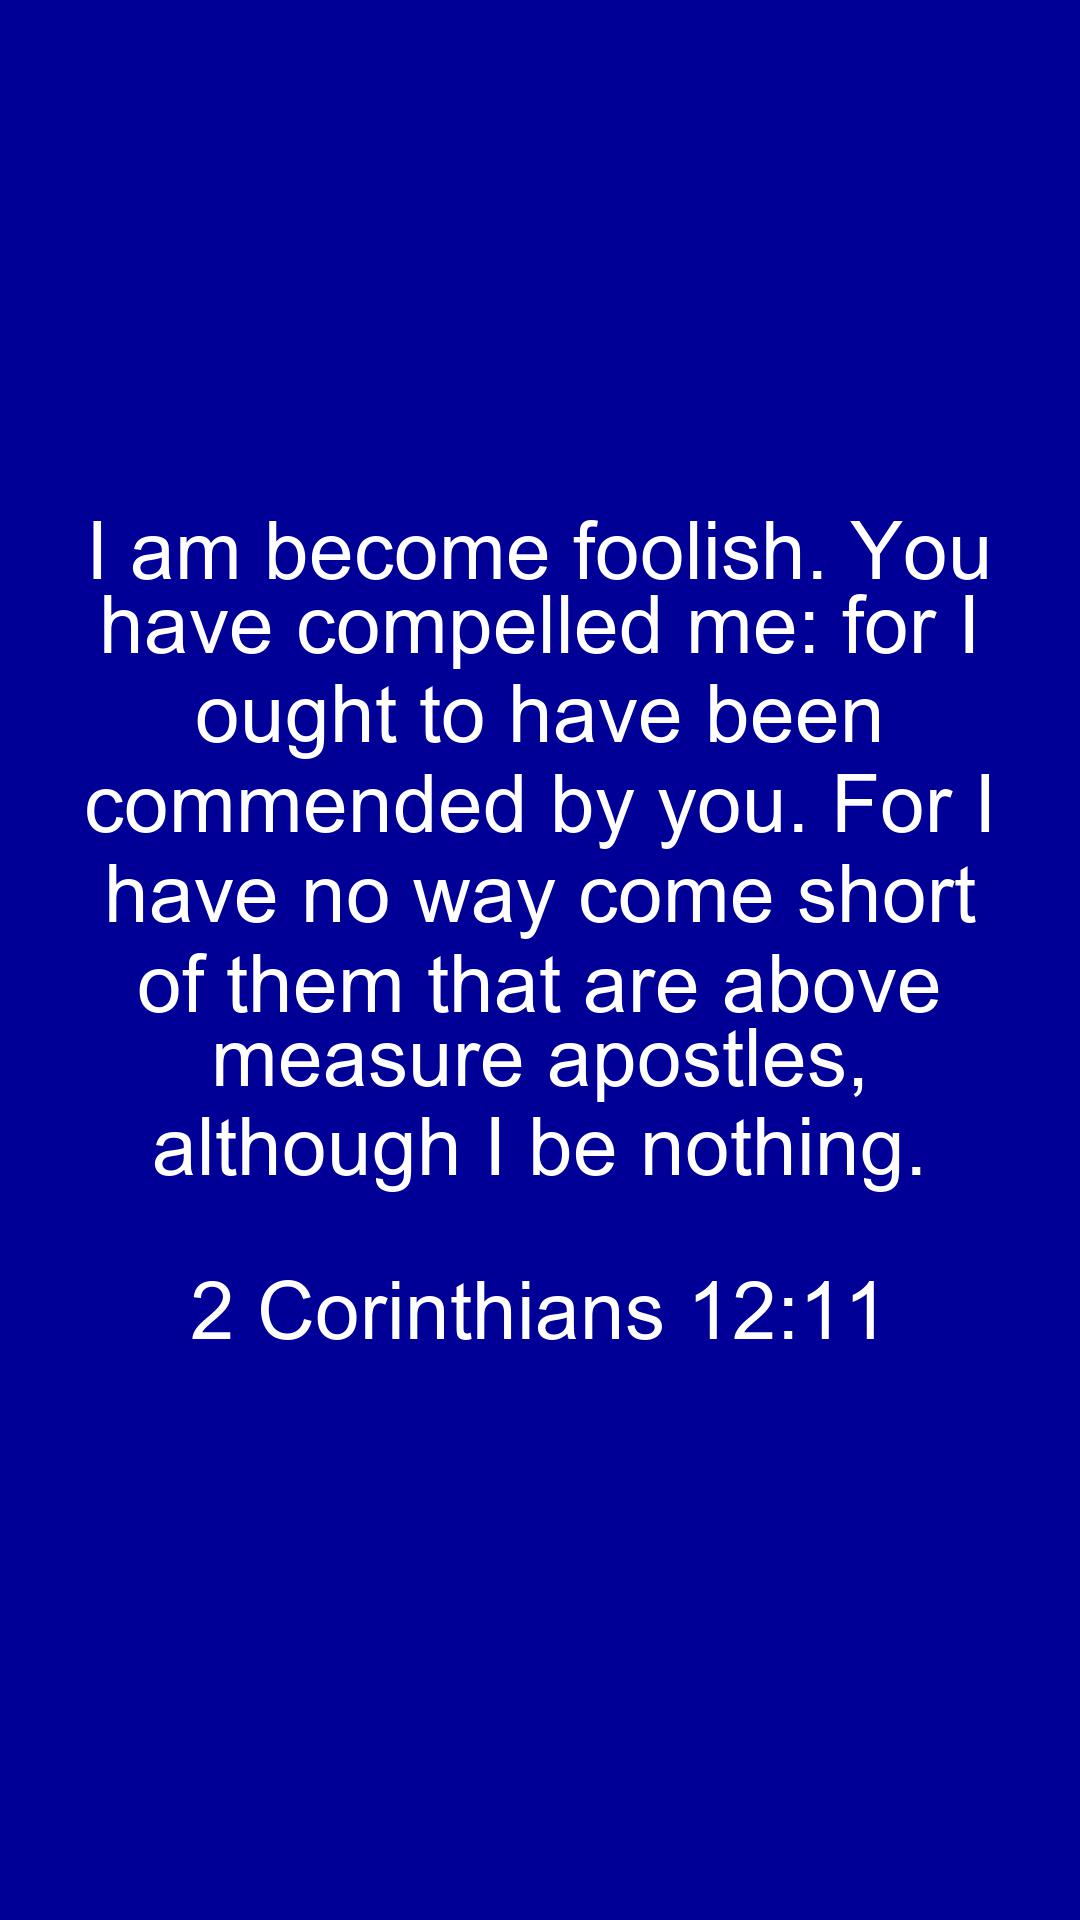 I am become foolish. You
have compelled me: for I
ought to have been
commended by you. For I
have no way come short
of them that are above
measure apostles,
although I be nothing.
2 Corinthians 12:11